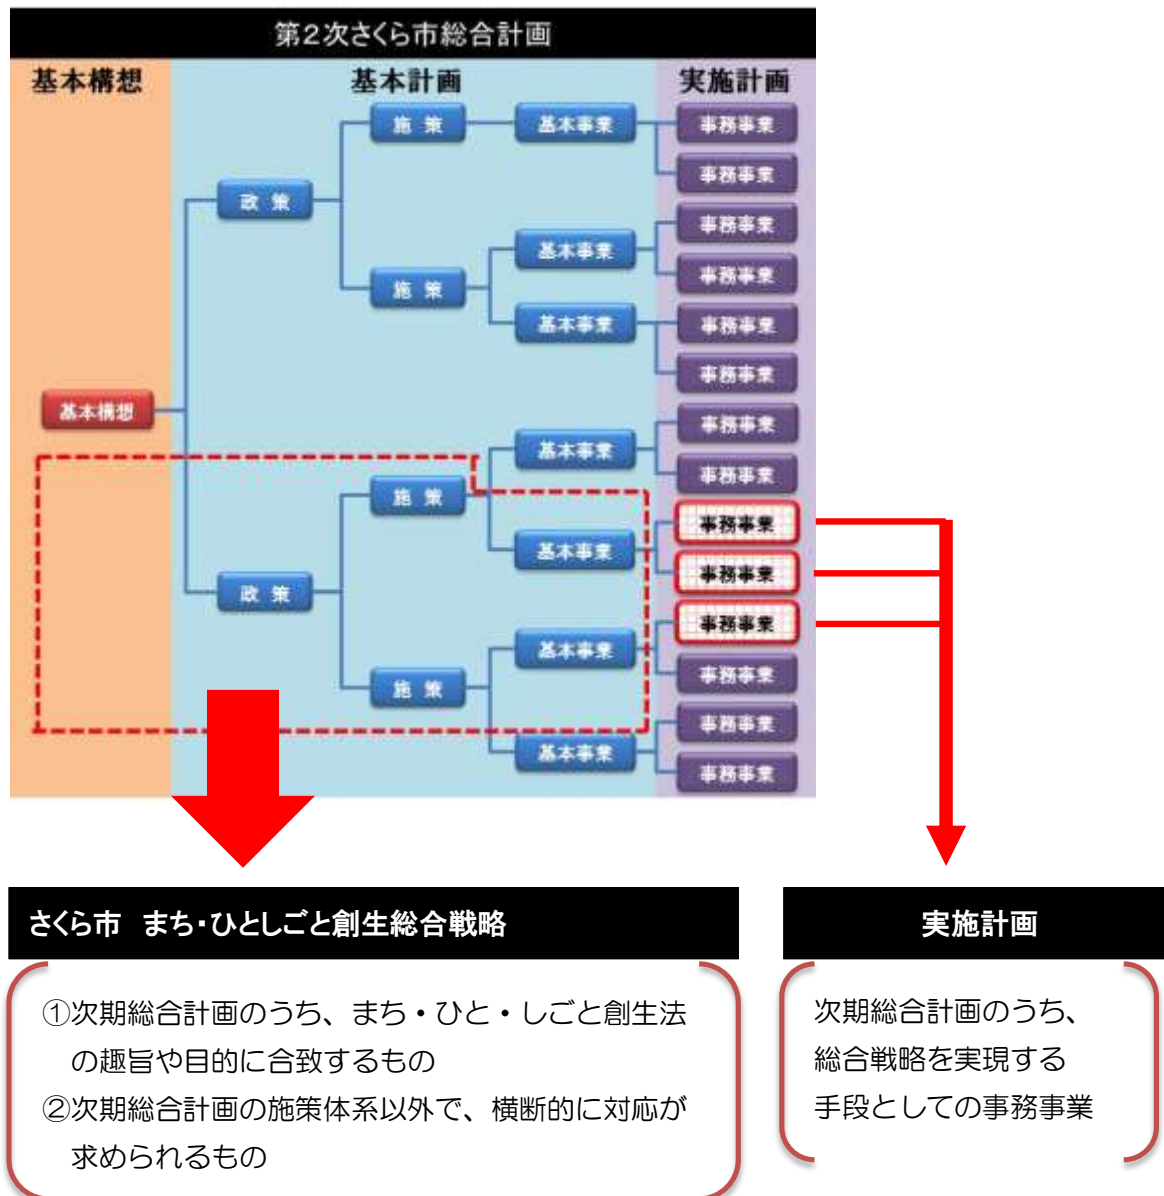 第2次さくら市総合計画
基本構想
基本計画
実施計画
施 策
基本事業
事務事業
事務事業
政 策
事務事業
基本事業
事務事業
施 策
基本事業
事務事業
事務事業
基本構想
事務事業
基本事業
事務事業
施 策
事務事業
基本事業
事務事業
政 策
事務事業
基本事業
事務事業
施 策
事務事業
基本事業
事務事業
さくら市 まち・ひとしごと創生総合戦略
①次期総合計画のうち、まち・ひと・しごと創生法
の趣旨や目的に合致するもの
②次期総合計画の施策体系以外で、横断的に対応が
求められるもの
実施計画
次期総合計画のうち、
総合戦略を実現する
手段としての事務事業